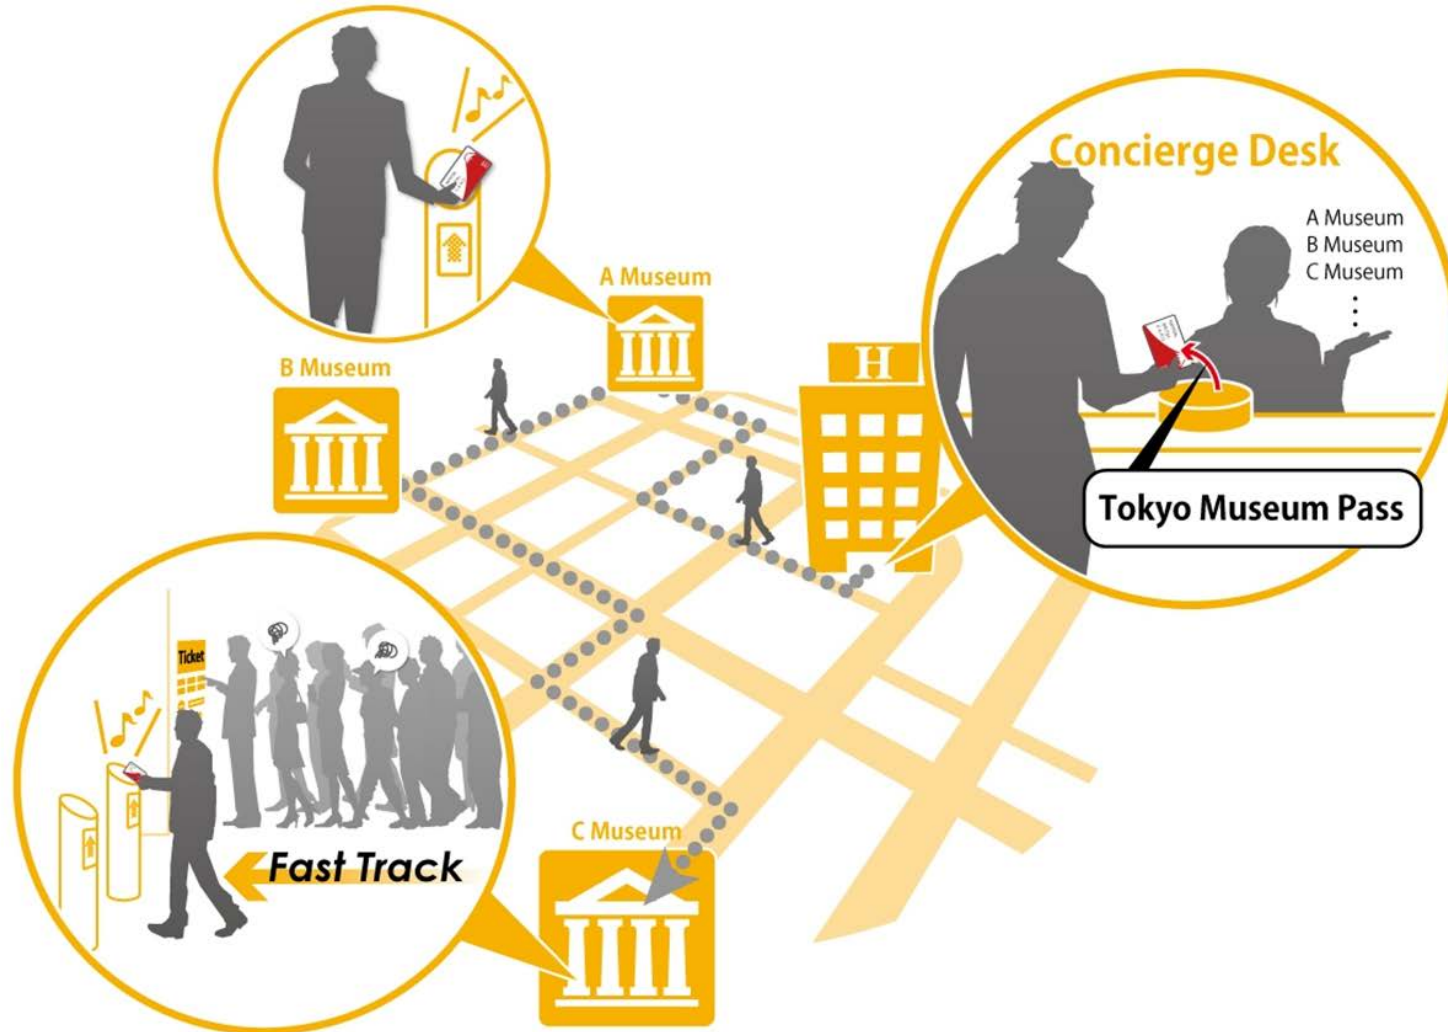 Concierge Desk
A Museum
B Museum
C Museum
A Museum
B Museum
H
Tokyo Museum Pass
Ticket
Fast Track
C Museum